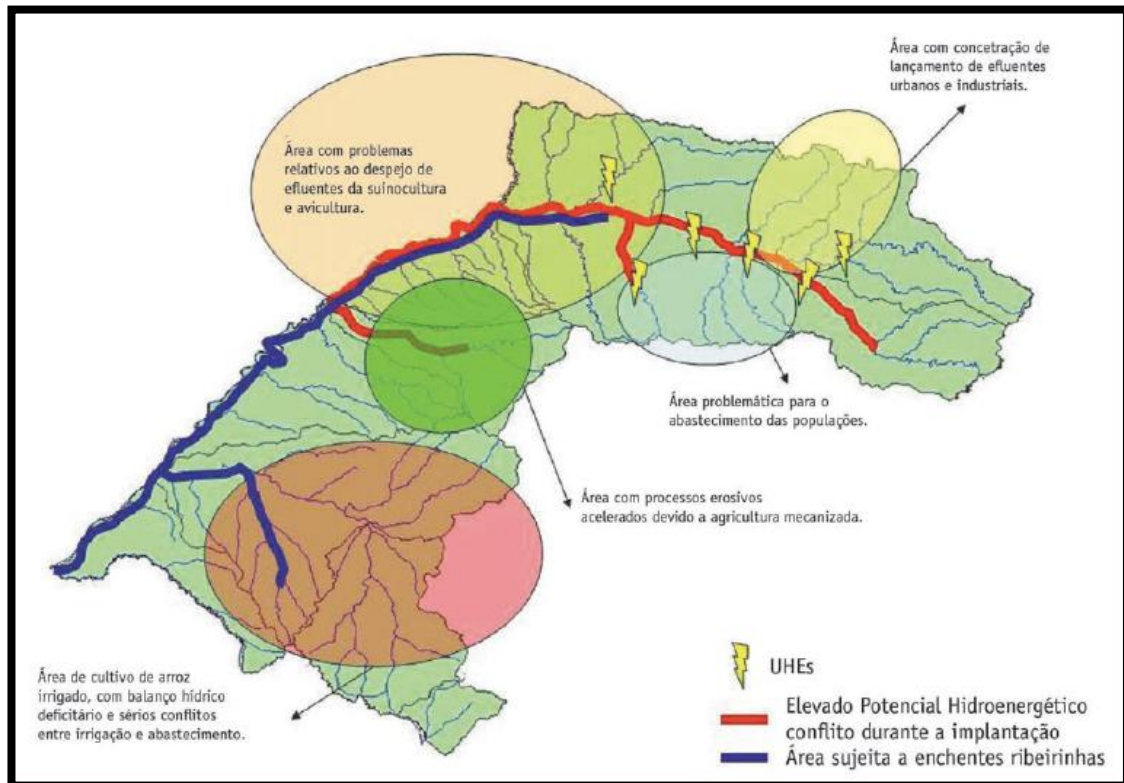 Área com concetração de
lançamento de efluentes
urbanos e industriais.
Área com problemas
relativos ao despejo de
efluentes da suinocultura
e avicultura.
Área problemática para o
abastecimento das populações.
Área com processos erosivos
acelerados devido a agricultura mecanizada.
Área de cultivo de arroz
irrigado, com balanço hídrico
deficitário e sérios conflitos
entre irrigação e abastecimento.
UHEs
Elevado Potencial Hidroenergético
conflito durante a implantação
Área sujeita a enchentes ribeirinhas